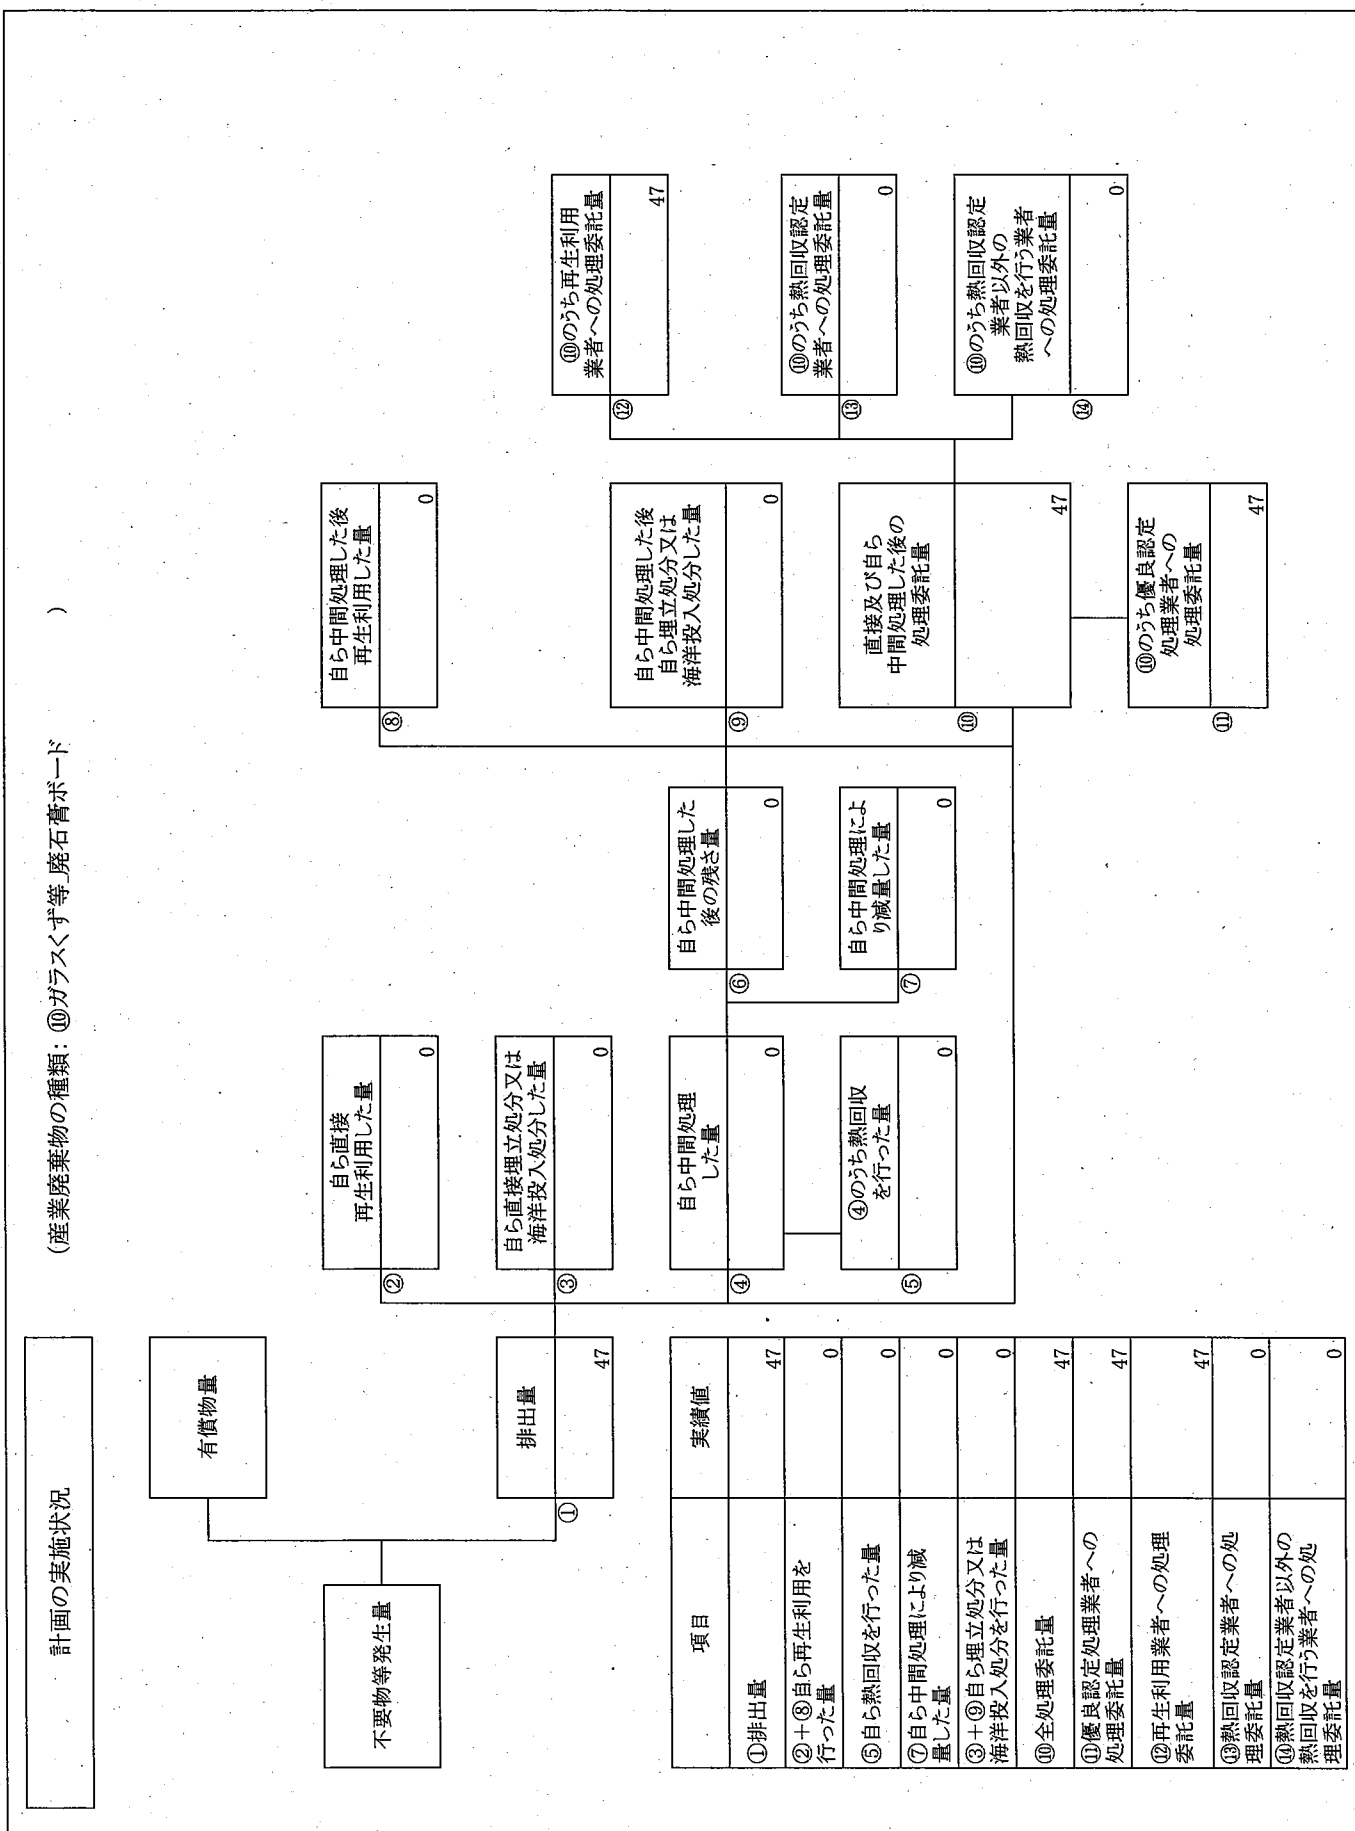 計画の実施状況
(産業廃棄物の種類:⑩ガラスくず等_廃石膏ボード )
有償物量
不要物等発生量
①
排出量
47
②
自ら直接
再生利用した量
0
③
自ら直接埋立処分又は
海洋投入処分した量
0
④
自ら中間処理
した量
0
⑤
④のうち熱回収
を行った量
0
⑥
自ら中間処理した
後の残さ量
0
⑦
自ら中間処理によ
り減量した量
0
⑧
自ら中間処理した後
再生利用した量
0
⑨
自ら中間処理した後
自ら埋立処分又は
海洋投入処分した量
0
⑩
直接及び自ら
中間処理した後の
処理委託量
47
⑪
⑩のうち優良認定
処理業者への
処理委託量
47
⑫
⑩のうち再生利用
業者への処理委託量
47
⑬
⑩のうち熱回収認定
業者への処理委託量
0
⑭
⑩のうち熱回収認定
業者以外の
熱回収を行う業者
への処理委託量
0
項目 実績値
①排出量 47
②+⑧自ら再生利用を
行った量 0
⑤自ら熱回収を行った量 0
⑦自ら中間処理により減
量した量 0
③+⑨自ら埋立処分又は
海洋投入処分を行った量 0
⑩全処理委託量 47
⑪優良認定処理業者への
処理委託量 47
⑫再生利用業者への処理
委託量 47
⑬熱回収認定業者への処
理委託量 0
⑭熱回収認定業者以外の
熱回収を行う業者への処
理委託量 0